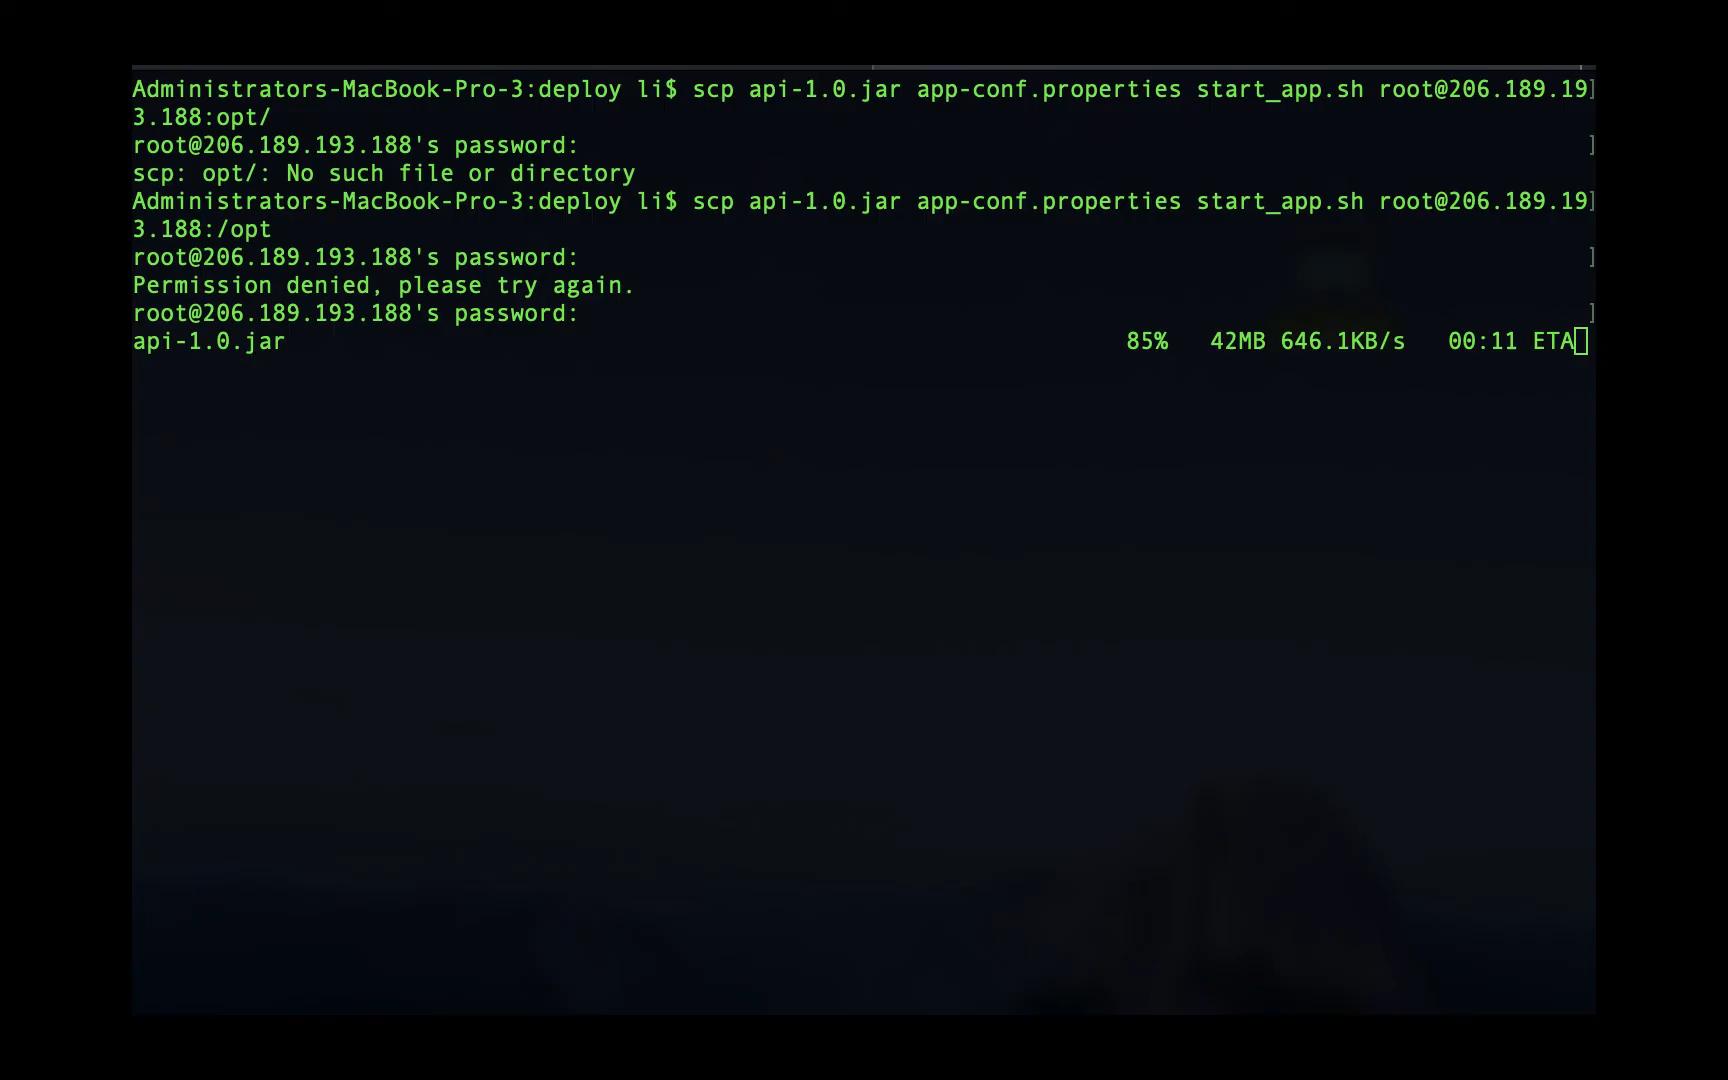 Administrators-MacBook-Pro-3:deploy li$ scp api-1.0.jar app-conf.properties start_app.sh root@206.189.19]
3.188:opt/
root@206.189.193.188's password: ]
scp: opt/: No such file or directory
Administrators-MacBook-Pro-3:deploy li$ scp api-1.0.jar app-conf.properties start_app.sh root@206.189.19]
3.188:/opt
root@206.189.193.188's password: ]
Permission denied, please try again.
root@206.189.193.188's password: ]
api-1.0.jar 85% 42MB 646.1KB/s 00:11 ETA